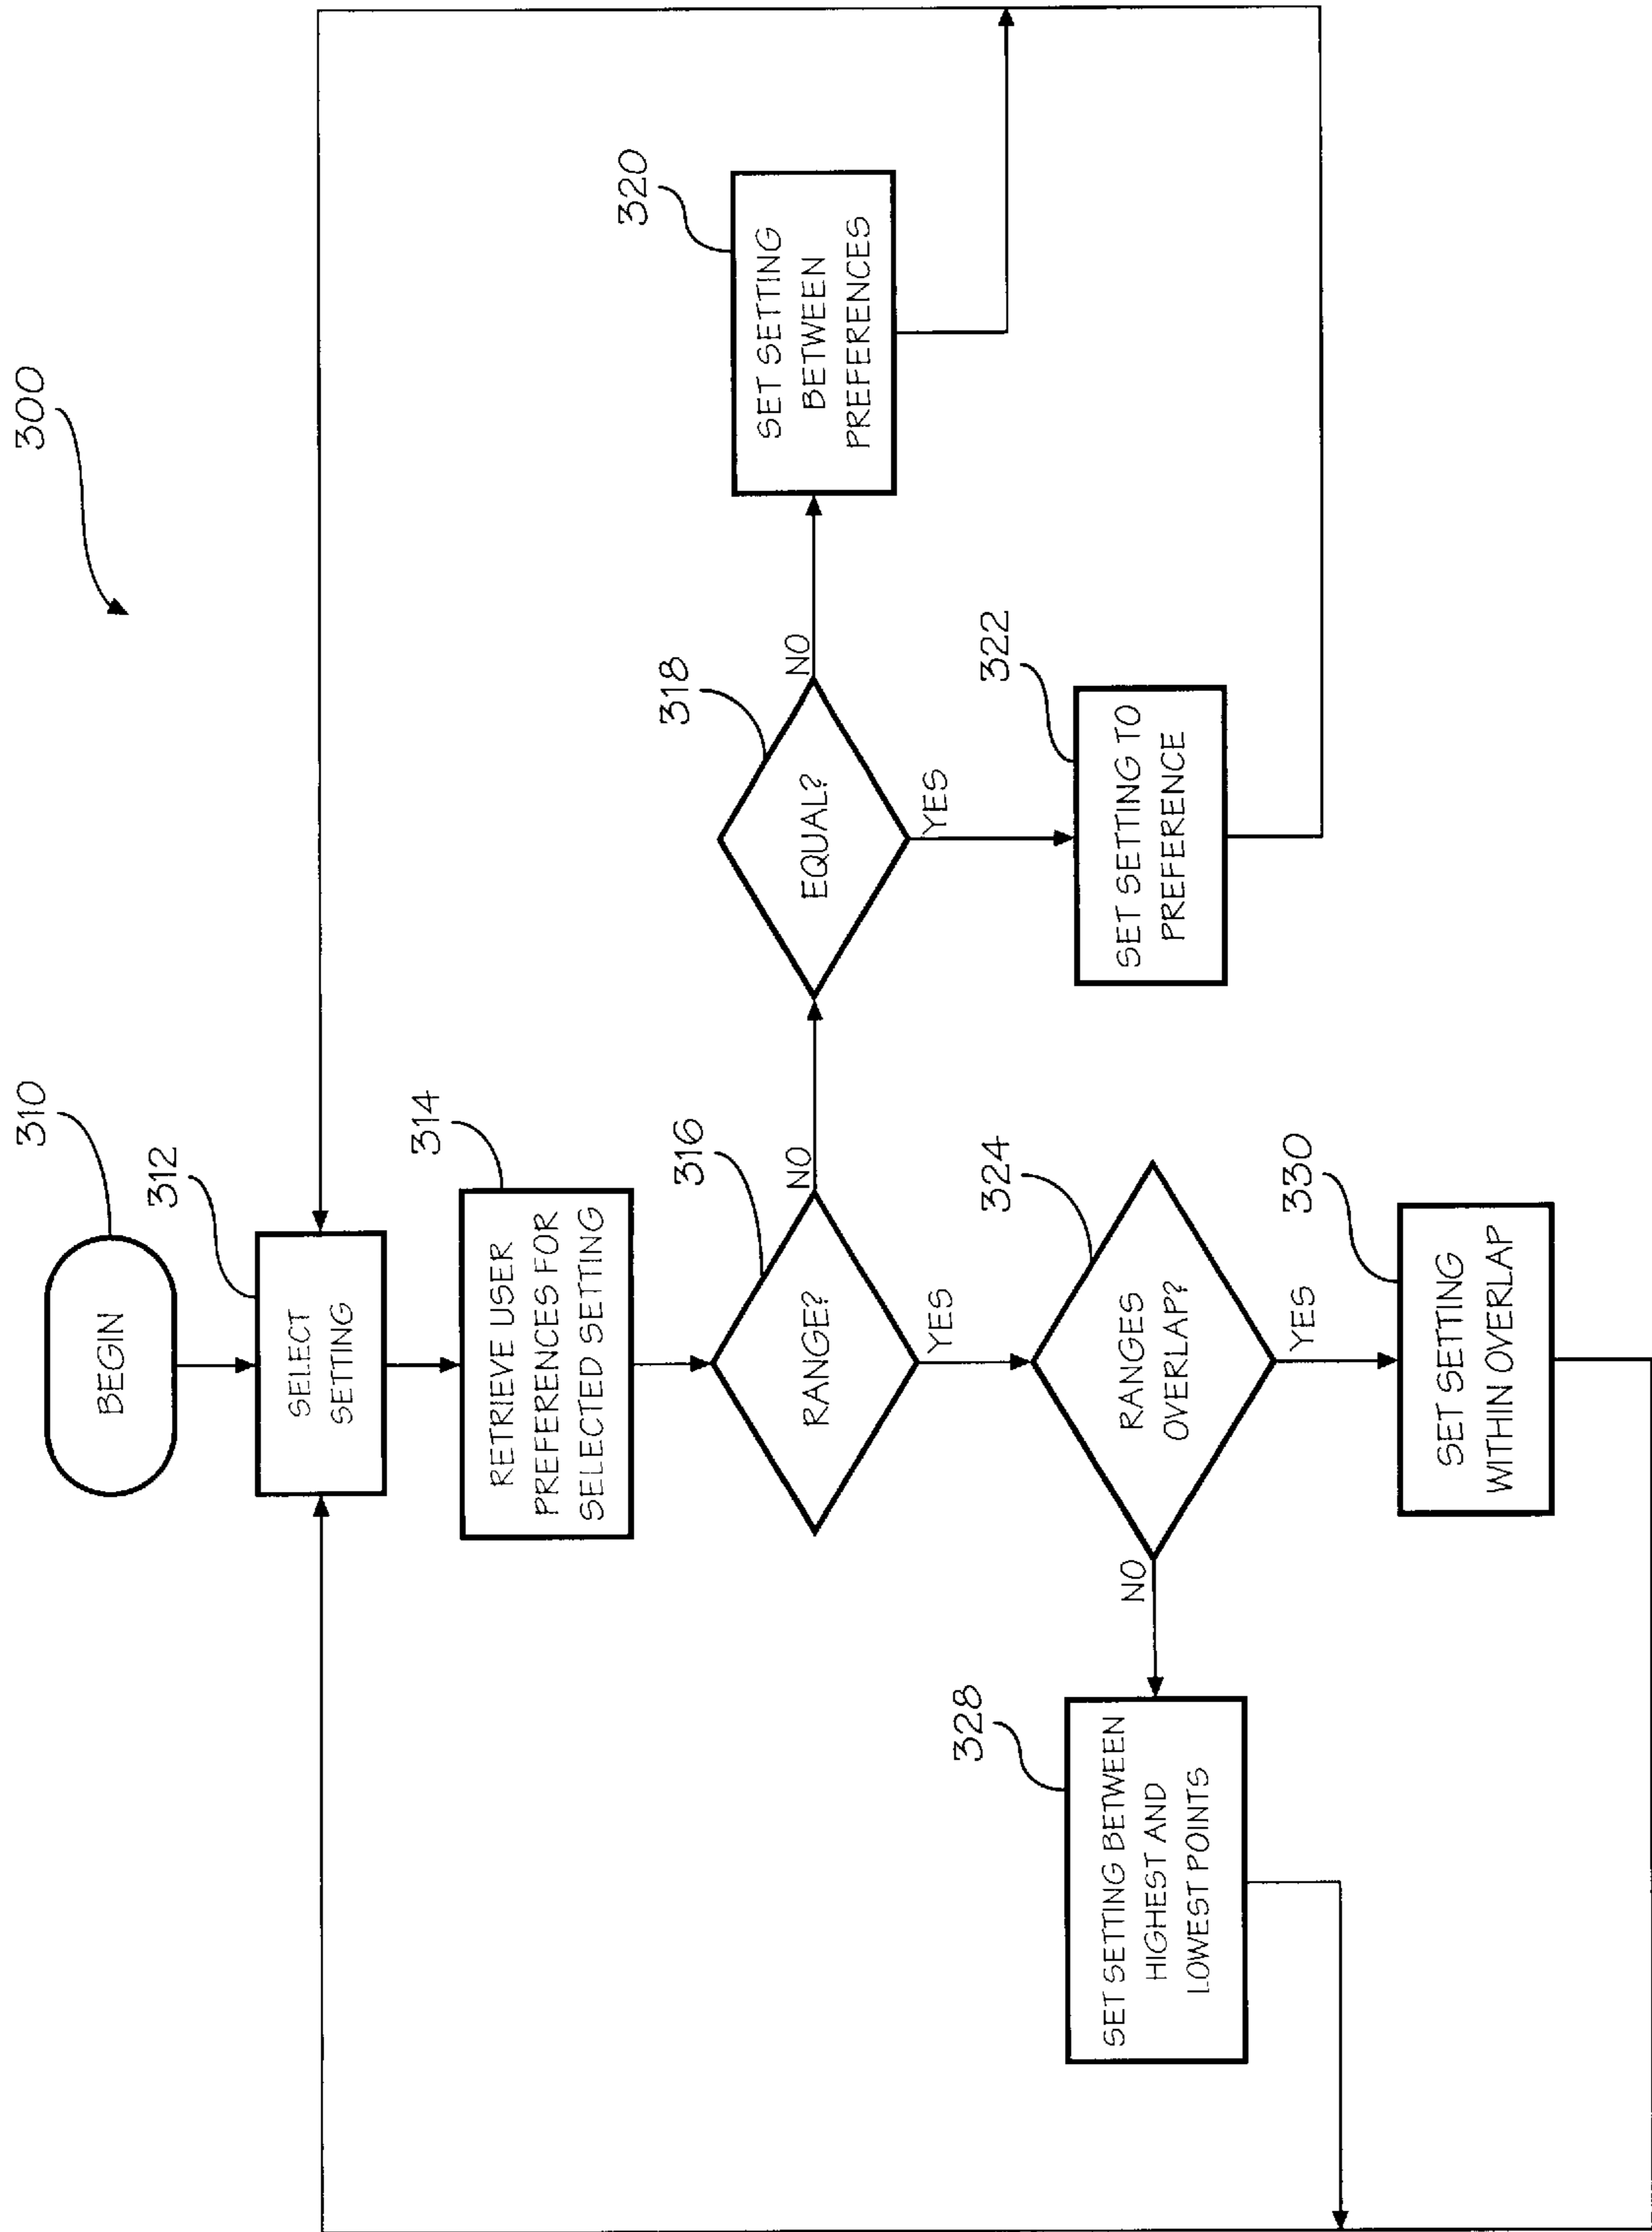 300
310
BEGIN
312
SELECT
SETTING
314
RETRIEVE USER
PREFERENCES FOR
SELECTED SETTING
316
RANGE?
NO
YES
318
EQUAL?
NO
YES
320
SET SETTING
BETWEEN
PREFERENCES
322
SET SETTING TO
PREFERENCE
324
RANGES
OVERLAP?
NO
YES
328
SET SETTING BETWEEN
HIGHEST AND
LOWEST POINTS
330
SET SETTING
WITHIN OVERLAP